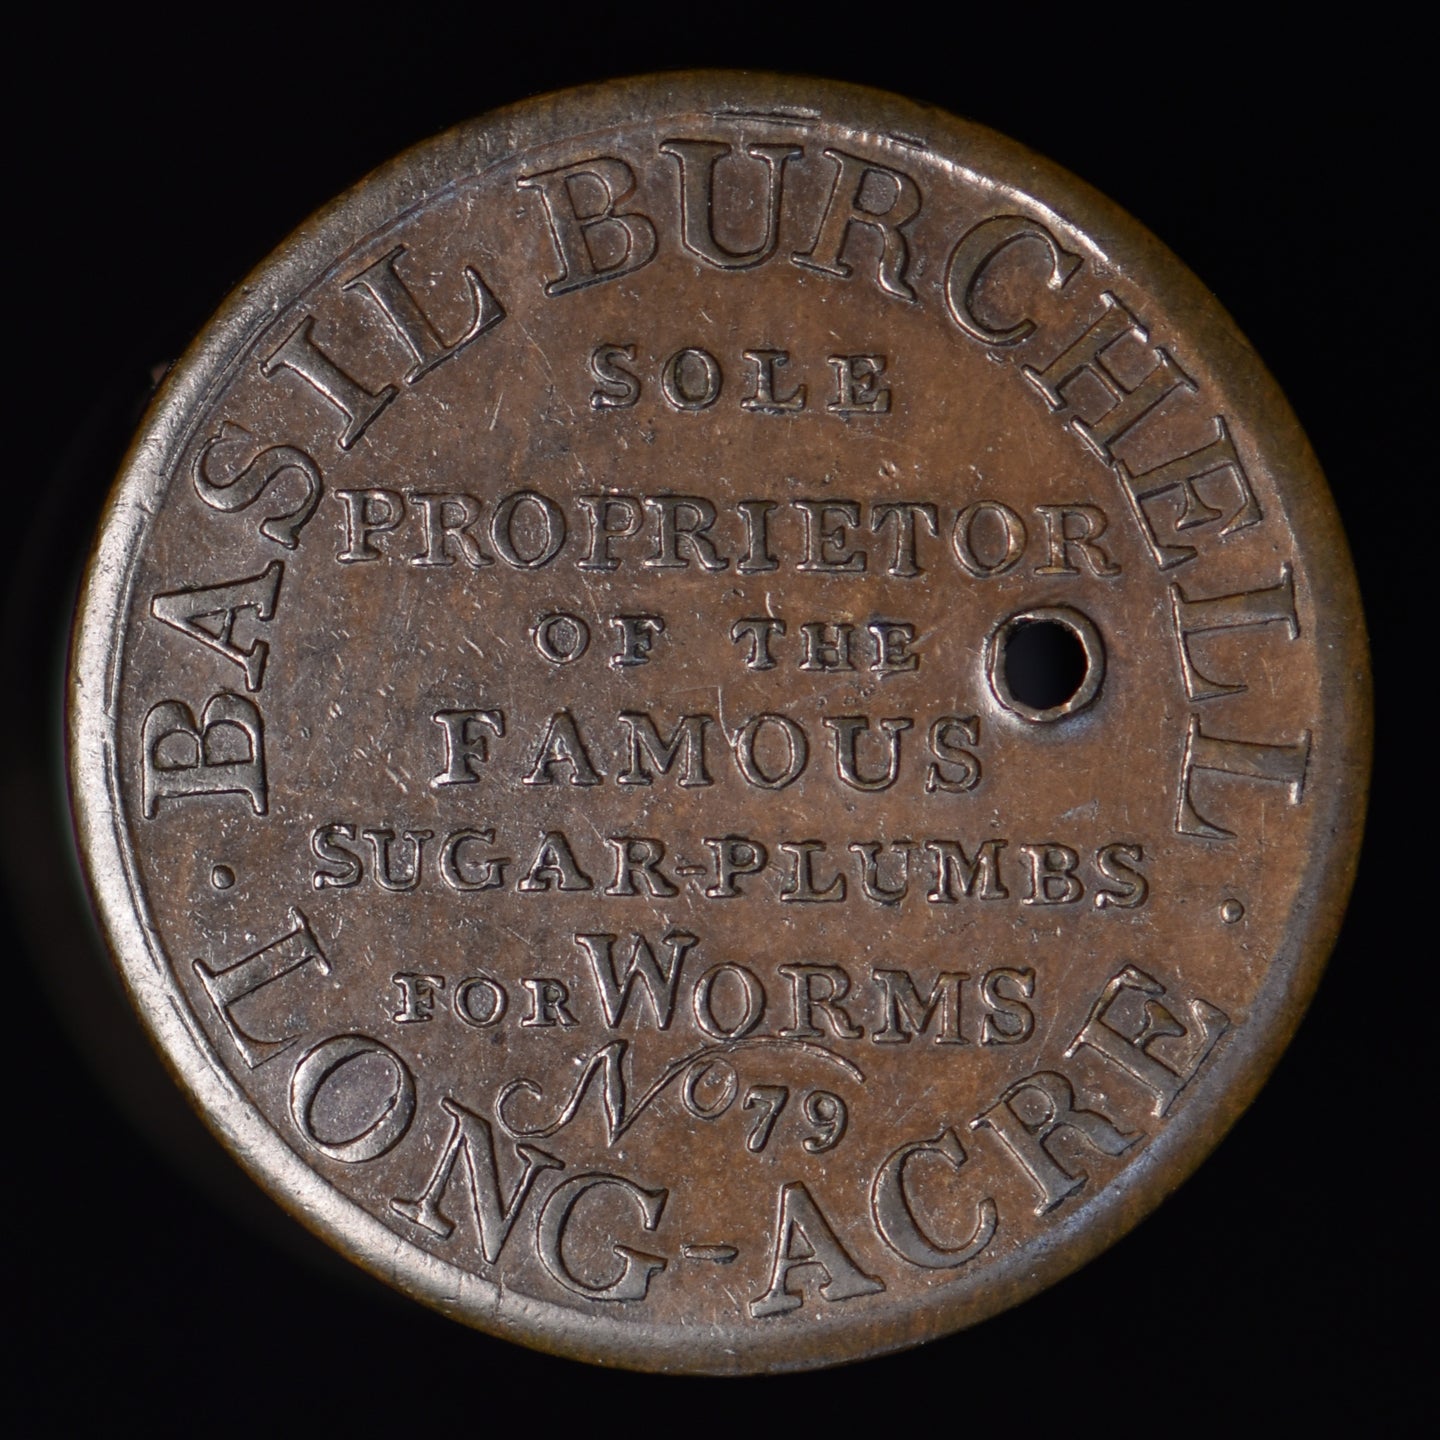 BASIL BURCHELL
SOLE
PROPRIETOR
OF THE
FAMOUS
SUGAR-PLUMBS
FOR WORMS
No 79
LONG-ACRE